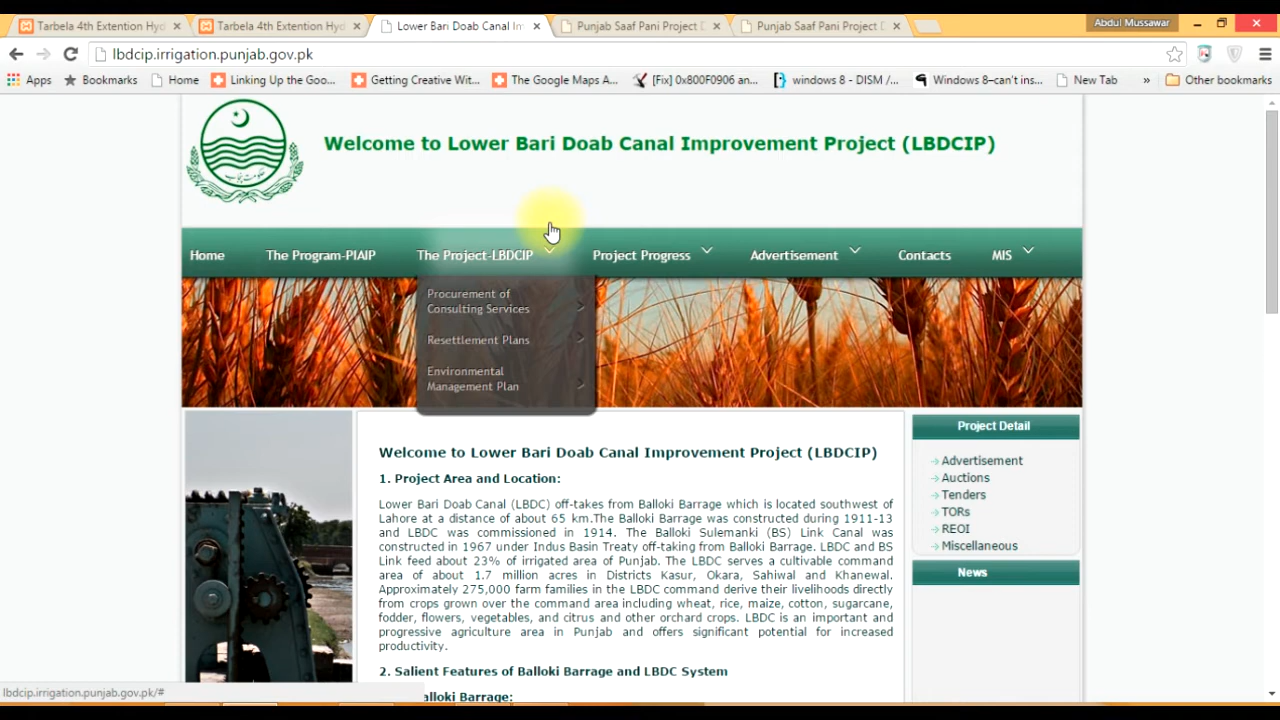 Tarbela 4th Extention Hyd
Tarbela 4th Extention Hyd
Lower Bari Doab Canal Im
Punjab Saaf Pani Project D
Punjab Saaf Pani Project D
Abdul Mussawar
lbdcip.irrigation.punjab.gov.pk
Apps
Bookmarks
Home
Linking Up the Goo...
Getting Creative Wit...
The Google Maps A...
[Fix] 0x800F0906 an...
windows 8 - DISM /...
Windows 8–can't ins...
New Tab
»
Other bookmarks
حکومت پنجاب
Welcome to Lower Bari Doab Canal Improvement Project (LBDCIP)
Home
The Program-PIAIP
The Project-LBDCIP
Project Progress
Advertisement
Contacts
MIS
Procurement of
Consulting Services
Resettlement Plans
Environmental
Management Plan
Welcome to Lower Bari Doab Canal Improvement Project (LBDCIP)
1. Project Area and Location:
Lower Bari Doab Canal (LBDC) off-takes from Balloki Barrage which is located southwest of
Lahore at a distance of about 65 km.The Balloki Barrage was constructed during 1911-13
and LBDC was commissioned in 1914. The Balloki Sulemanki (BS) Link Canal was
constructed in 1967 under Indus Basin Treaty off-taking from Balloki Barrage. LBDC and BS
Link feed about 23% of irrigated area of Punjab. The LBDC serves a cultivable command
area of about 1.7 million acres in Districts Kasur, Okara, Sahiwal and Khanewal.
Approximately 275,000 farm families in the LBDC command derive their livelihoods directly
from crops grown over the command area including wheat, rice, maize, cotton, sugarcane,
fodder, flowers, vegetables, and citrus and other orchard crops. LBDC is an important and
progressive agriculture area in Punjab and offers significant potential for increased
productivity.
2. Salient Features of Balloki Barrage and LBDC System
alloki Barrage:
Project Detail
Advertisement
Auctions
Tenders
TORs
REOI
Miscellaneous
News
lbdcip.irrigation.punjab.gov.pk/#